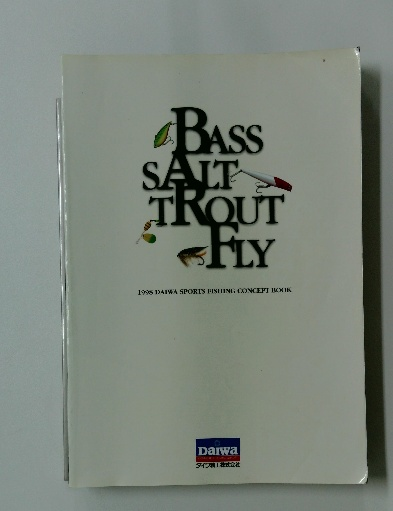 BASS
SALT
TROUT
FLY
1998 DAIWA SPORTS FISHING CONCEPT BOOK
Daiwa
ダイワ精工株式会社